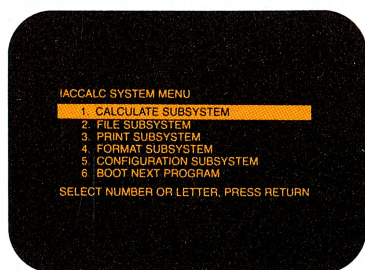 IACCALC SYSTEM MENU
1. CALCULATE SUBSYSTEM
2. FILE SUBSYSTEM
3. PRINT SUBSYSTEM
4. FORMAT SUBSYSTEM
5. CONFIGURATION SUBSYSTEM
6 BOOT NEXT PROGRAM
SELECT NUMBER OR LETTER, PRESS RETURN